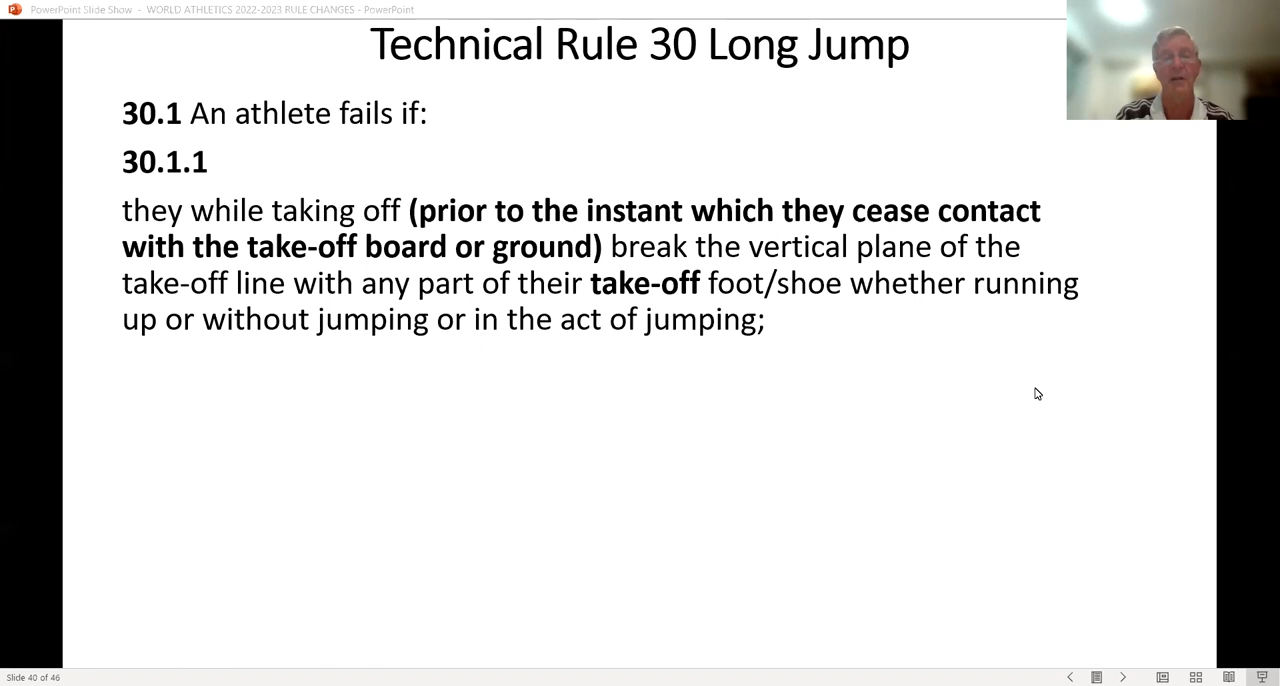 PowerPoint Slide Show - WORLD ATHLETICS 2022-2023 RULE CHANGES - PowerPoint
Technical Rule 30 Long Jump
30.1 An athlete fails if:
30.1.1
they while taking off (prior to the instant which they cease contact
with the take-off board or ground) break the vertical plane of the
take-off line with any part of their take-off foot/shoe whether running
up or without jumping or in the act of jumping;
Slide 40 of 46